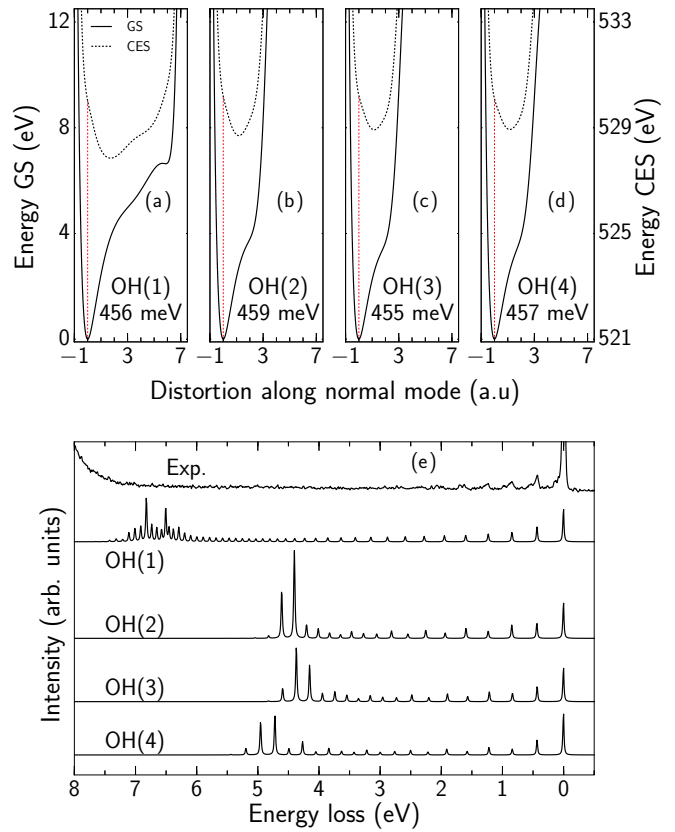 12
8
4
0
Energy GS (eV)
GS
CES
(a)
OH(1)
456 meV
(b)
OH(2)
459 meV
(c)
OH(3)
455 meV
(d)
OH(4)
457 meV
533
529
525
521
Energy CES (eV)
−1 3 7 −1 3 7 −1 3 7 −1 3 7
Distortion along normal mode (a.u)
Exp.
(e)
OH(1)
OH(2)
OH(3)
OH(4)
Intensity (arb. units)
8 7 6 5 4 3 2 1 0
Energy loss (eV)